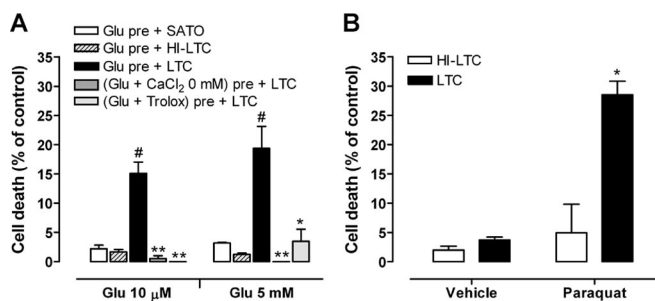 A
Glu pre + SATO
Glu pre + HI-LTC
Glu pre + LTC
(Glu + CaCl₂ 0 mM) pre + LTC
(Glu + Trolox) pre + LTC
Cell death (% of control)
35
30
25
20
15
10
5
0
#
**
**
#
**
*
Glu 10 μM
Glu 5 mM
B
HI-LTC
LTC
Cell death (% of control)
35
30
25
20
15
10
5
0
*
Vehicle
Paraquat